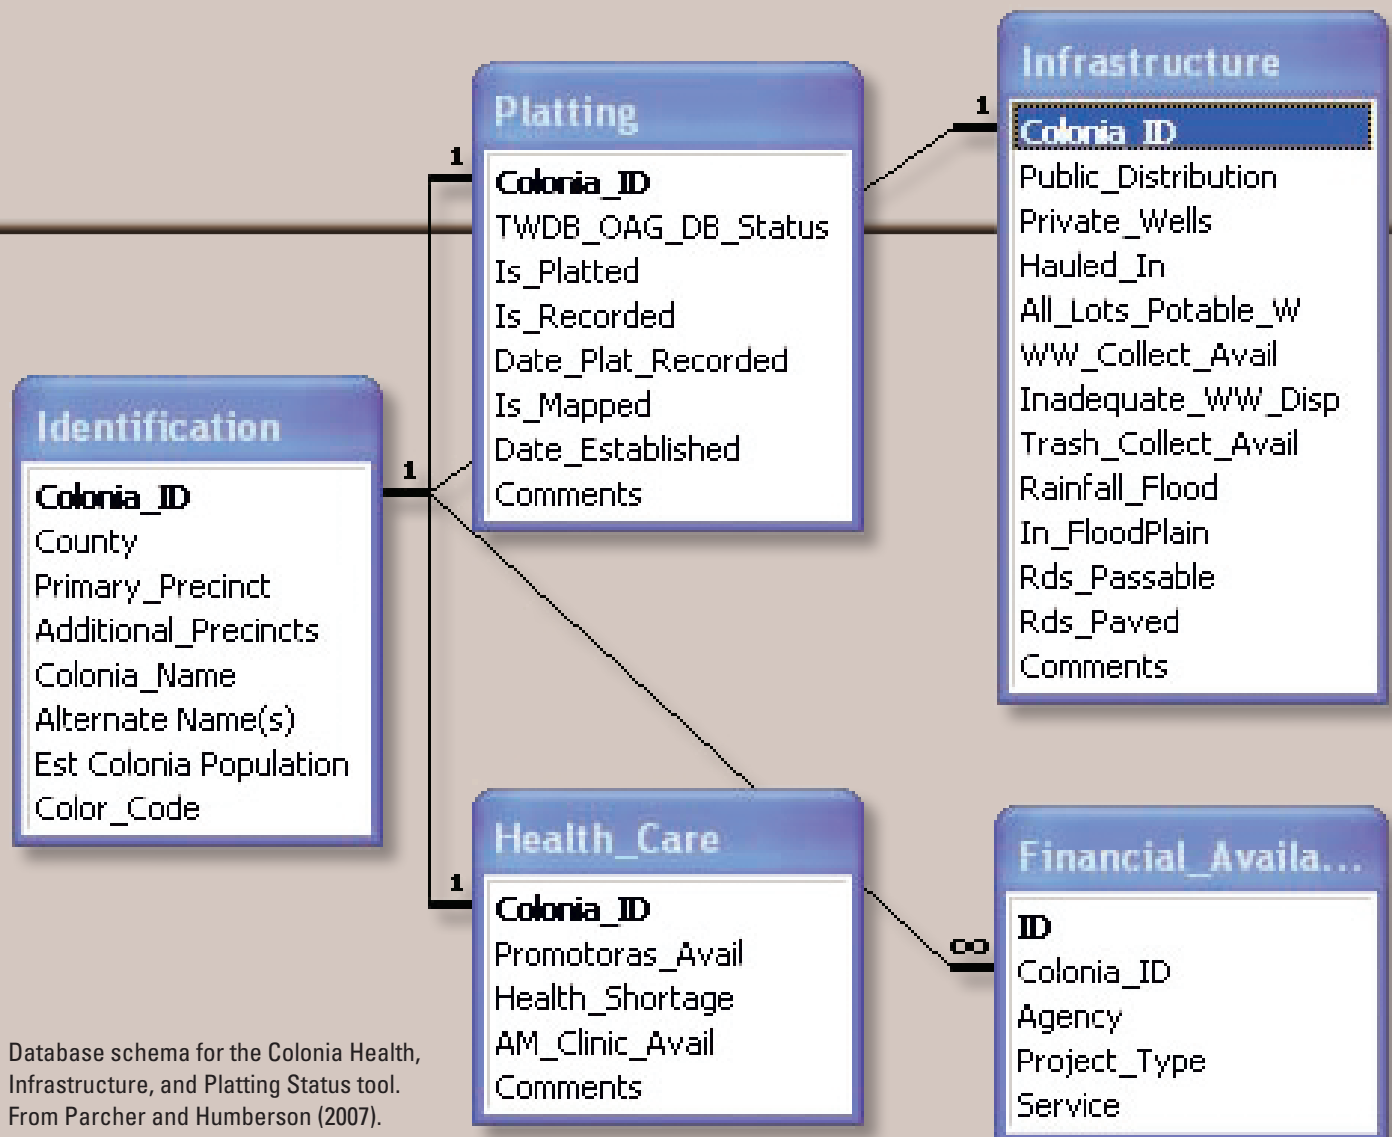 Identification
1
Colonia_ID
County
Primary_Precinct
Additional_Precincts
Colonia_Name
Alternate Name(s)
Est Colonia Population
Color_Code
Platting
1
Colonia_ID
TWDB_OAG_DB_Status
Is_Platted
Is_Recorded
Date_Plat_Recorded
Is_Mapped
Date_Established
Comments
Infrastructure
1
Colonia_ID
Public_Distribution
Private_Wells
Hauled_In
All_Lots_Potable_W
WW_Collect_Avail
Inadequate_WW_Disp
Trash_Collect_Avail
Rainfall_Flood
In_FloodPlain
Rds_Passable
Rds_Paved
Comments
Health_Care
1
Colonia_ID
Promotoras_Avail
Health_Shortage
AM_Clinic_Avail
Comments
Financial_Availa...
∞
ID
Colonia_ID
Agency
Project_Type
Service
Database schema for the Colonia Health,
Infrastructure, and Platting Status tool.
From Parcher and Humberson (2007).